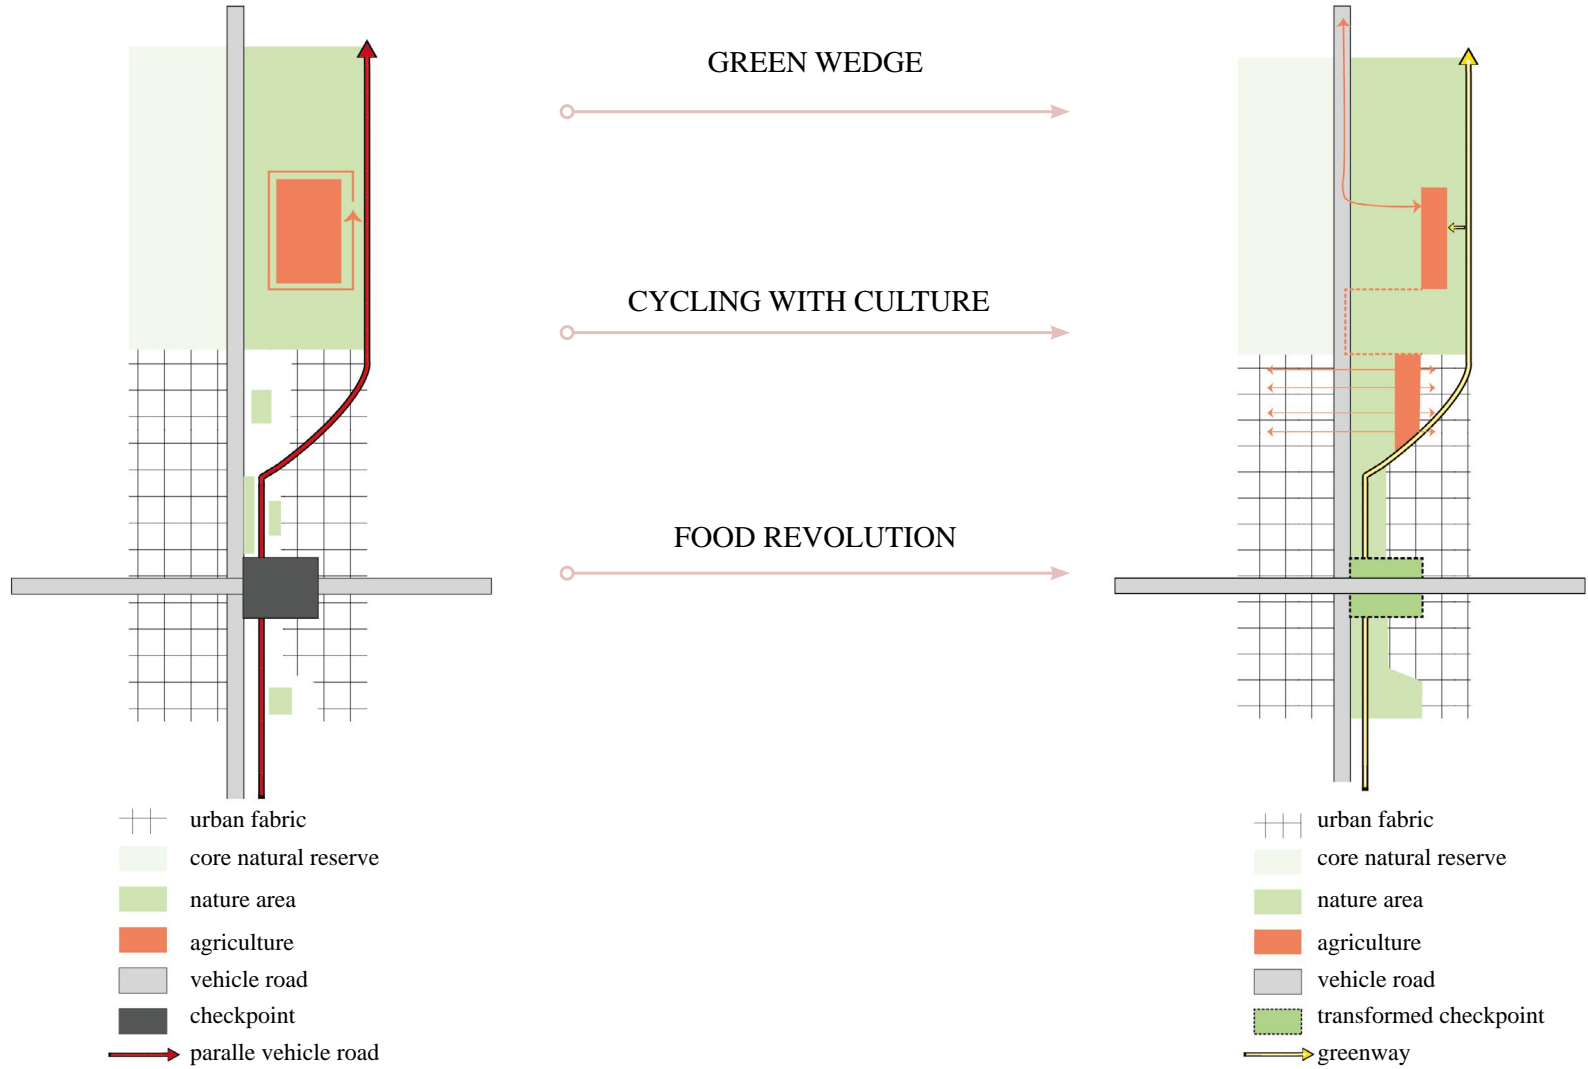 GREEN WEDGE
CYCLING WITH CULTURE
FOOD REVOLUTION
urban fabric
core natural reserve
nature area
agriculture
vehicle road
checkpoint
paralle vehicle road
urban fabric
core natural reserve
nature area
agriculture
vehicle road
transformed checkpoint
greenway